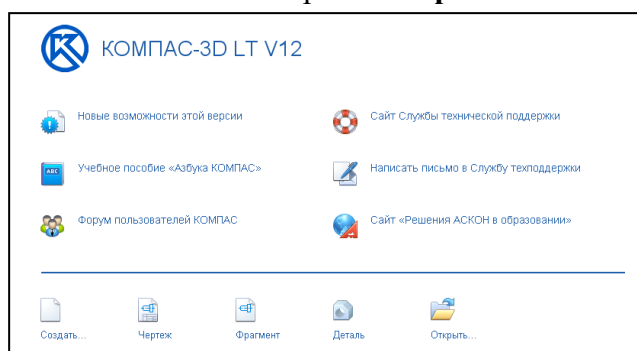 КОМПАС-3D LT V12
Новые возможности этой версии
Сайт Службы технической поддержки
Учебное пособие «Азбука КОМПАС»
Написать письмо в Службу техподдержки
Форум пользователей КОМПАС
Сайт «Решения АСКОН в образовании»
Создать...
Чертеж
Фрагмент
Деталь
Открыть...